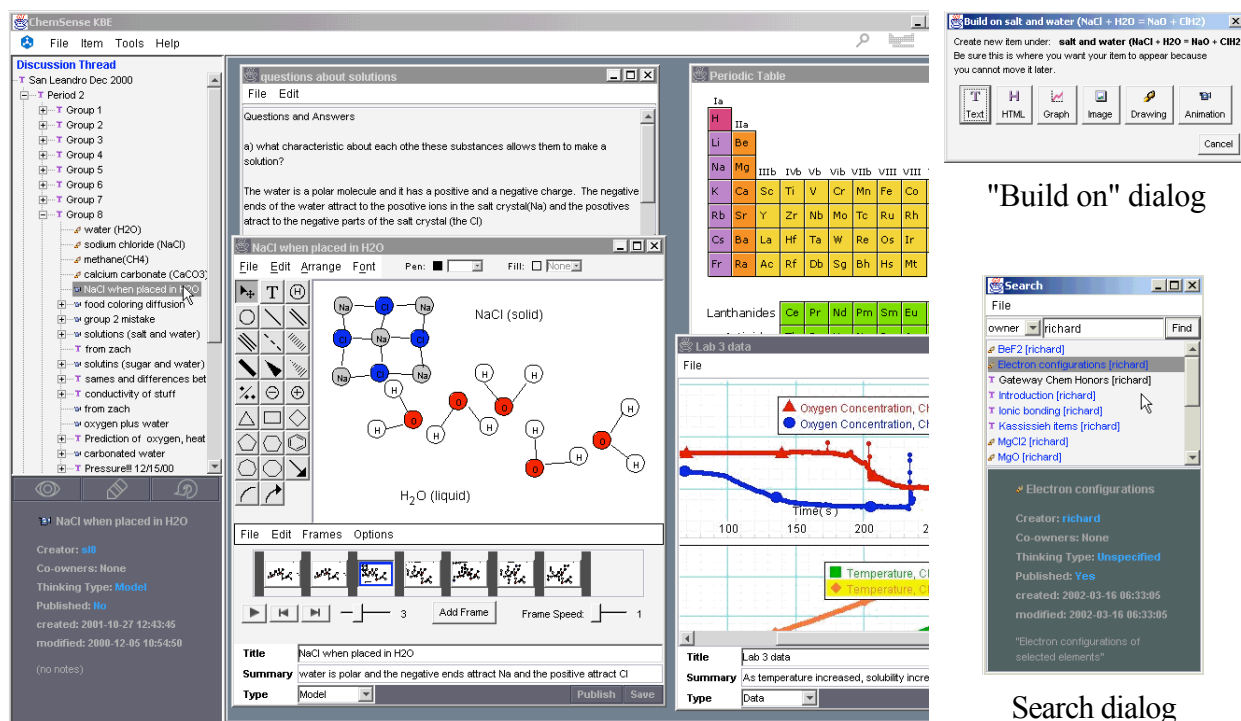 ChemSense KBE
File Item Tools Help
Discussion Thread
T San Leandro Dec 2000
T Period 2
T Group 1
T Group 2
T Group 3
T Group 4
T Group 5
T Group 6
T Group 7
T Group 8
water (H2O)
sodium chloride (NaCl)
methane(CH4)
calcium carbonate (CaCO3)
NaCl when placed in H2O
food coloring diffusion
group 2 mistake
solutions (salt and water)
T from zach
solutins (sugar and water)
T sames and differences bet
T conductivity of stuff
from zach
oxygen plus water
T Prediction of oxygen, heat
carbonated water
T Pressure!!! 12/15/00
NaCl when placed in H2O
Creator: sl8
Co-owners: None
Thinking Type: Model
Published: No
created: 2001-10-27 12:43:45
modified: 2000-12-05 10:54:50
(no notes)
questions about solutions
File Edit
Questions and Answers
a) what characteristic about each othe these substances allows them to make a
solution?
The water is a polar molecule and it has a positive and a negative charge. The negative
ends of the water attract to the posotive ions in the salt crystal(Na) and the posotives
atract to the negative parts of the salt crystal (the Cl)
NaCl when placed in H2O
File Edit Arrange Font Pen: Fill: None
T H
Na Cl Na
Cl Na Cl
Na Cl Na
NaCl (solid)
H H
H O O H
H O H
H O H
H O H
H2O (liquid)
File Edit Frames Options
3 Add Frame Frame Speed: 1
Title NaCl when placed in H2O
Summary water is polar and the negative ends attract Na and the positive attract Cl
Type Model Publish Save
Periodic Table
Ia
H IIa
Li Be
Na Mg IIIb IVb Vb Vib VIIb VIII VIII
K Ca Sc Ti V Cr Mn Fe Co
Rb Sr Y Zr Nb Mo Tc Ru Rh
Cs Ba La Hf Ta W Re Os Ir
Fr Ra Ac Rf Db Sg Bh Hs Mt
Lanthanides Ce Pr Nd Pm Sm Eu
Lab 3 data
File
Oxygen Concentration, Ch
Oxygen Concentration, Ch
Time( s )
100 150 200 2
Temperature, Ch
Temperature, Ch
Title Lab 3 data
Summary As temperature increased, solubility incre
Type Data
Build on salt and water (NaCl + H2O = NaO + ClH2)
Create new item under: salt and water (NaCl + H2O = NaO + ClH2
Be sure this is where you want your item to appear because
you cannot move it later.
T H
Text HTML Graph Image Drawing Animation
Cancel
"Build on" dialog
Search
File
owner richard Find
BeF2 [richard]
Electron configurations [richard]
T Gateway Chem Honors [richard]
T Introduction [richard]
T Ionic bonding [richard]
T Kassissieh items [richard]
MgCl2 [richard]
MgO [richard]
Electron configurations
Creator: richard
Co-owners: None
Thinking Type: Unspecified
Published: Yes
created: 2002-03-16 06:33:05
modified: 2002-03-16 06:33:05
"Electron configurations of
selected elements"
Search dialog